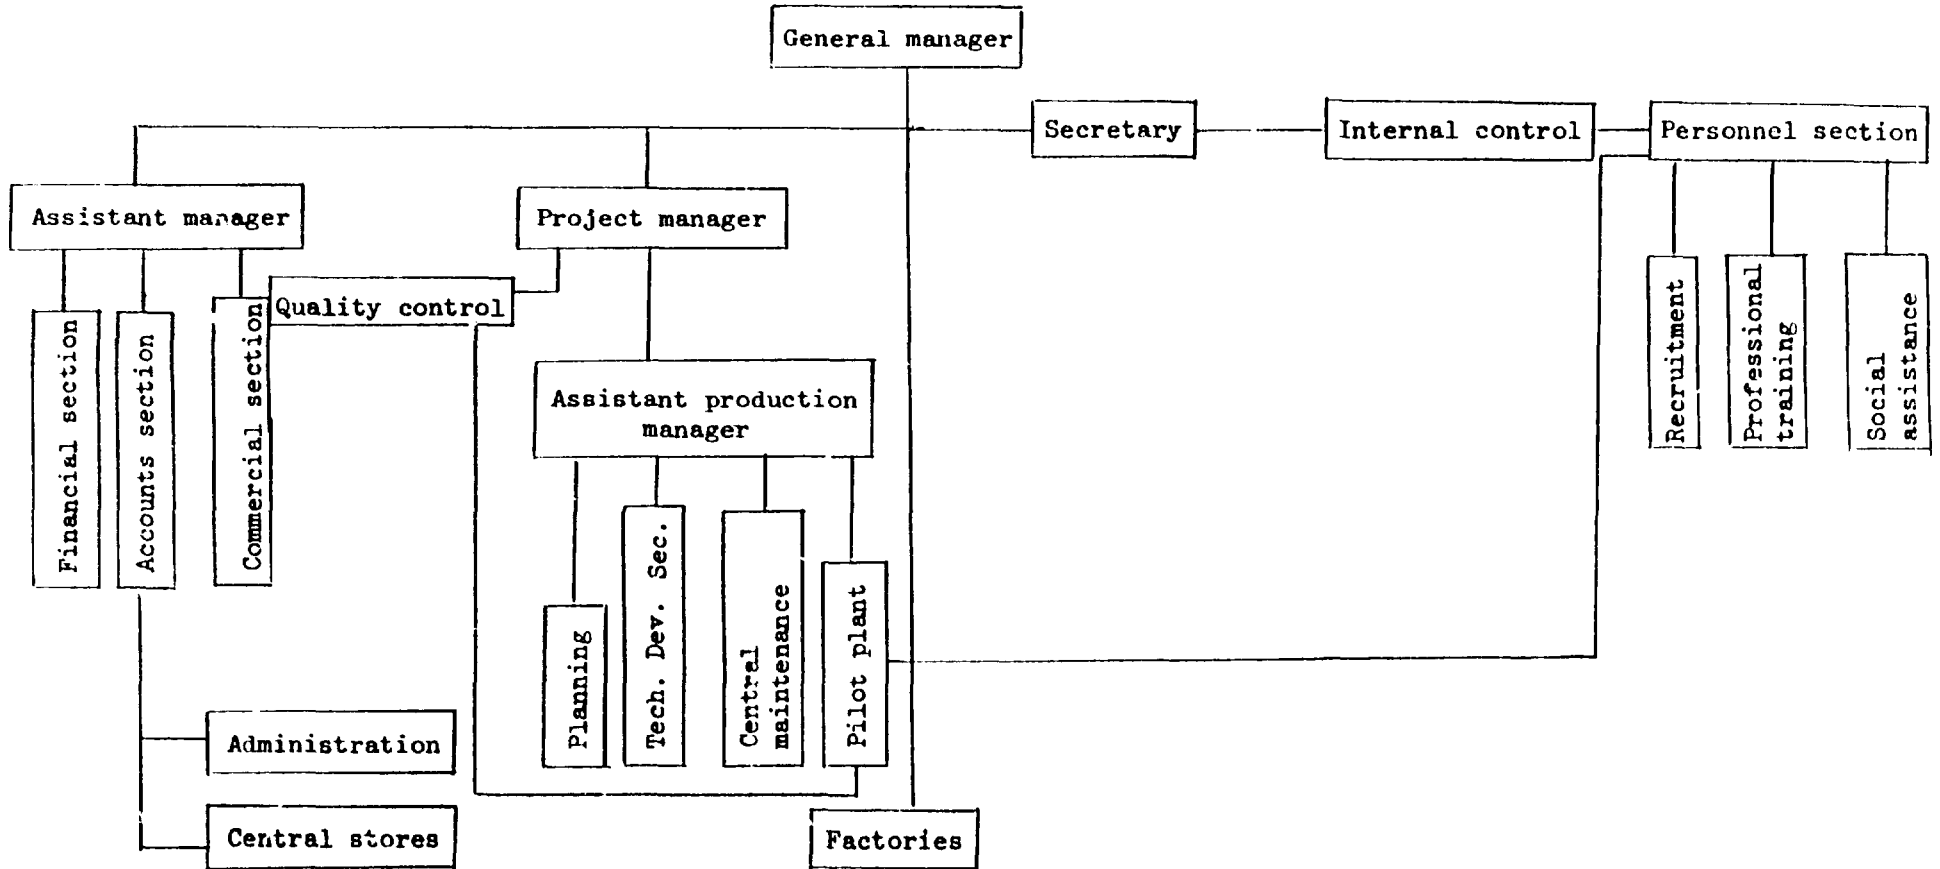 General manager
Secretary
Internal control
Personnel section
Assistant manager
Project manager
Quality control
Financial section
Accounts section
Commercial section
Assistant production
manager
Recruitment
Professional
training
Social
assistance
Planning
Tech. Dev. Sec.
Central
maintenance
Pilot plant
Administration
Central stores
Factories